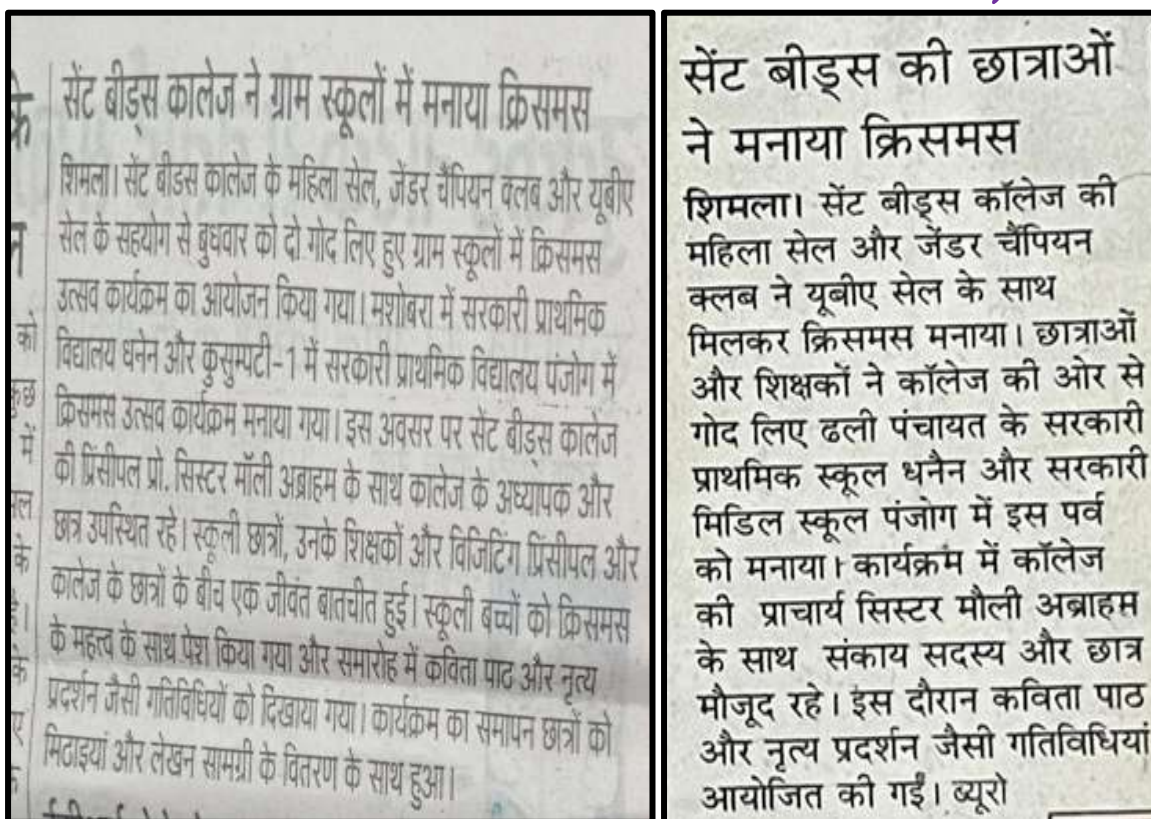 सेंट बीड्स कालेज ने ग्राम स्कूलों में मनाया क्रिसमस
शिमला। सेंट बीडस कालेज के महिला सेल, जेंडर चैंपियन क्लब और यूबीए
सेल के सहयोग से बुधवार को दो गोद लिए हुए ग्राम स्कूलों में क्रिसमस
उत्सव कार्यक्रम का आयोजन किया गया। मशोबरा में सरकारी प्राथमिक
विद्यालय धनेन और कुसुम्पटी-1 में सरकारी प्राथमिक विद्यालय पंजोग में
क्रिसमस उत्सव कार्यक्रम मनाया गया। इस अवसर पर सेंट बीड्स कालेज
की प्रिंसीपल प्रो. सिस्टर मॉली अब्राहम के साथ कालेज के अध्यापक और
छात्र उपस्थित रहे। स्कूली छात्रों, उनके शिक्षकों और विजिटिंग प्रिंसीपल और
कालेज के छात्रों के बीच एक जीवंत बातचीत हुई। स्कूली बच्चों को क्रिसमस
के महत्व के साथ पेश किया गया और समारोह में कविता पाठ और नृत्य
प्रदर्शन जैसी गतिविधियों को दिखाया गया। कार्यक्रम का समापन छात्रों को
मिठाइयां और लेखन सामग्री के वितरण के साथ हुआ।
सेंट बीड्स की छात्राओं
ने मनाया क्रिसमस
शिमला। सेंट बीड्स कॉलेज की
महिला सेल और जेंडर चैंपियन
क्लब ने यूबीए सेल के साथ
मिलकर क्रिसमस मनाया। छात्राओं
और शिक्षकों ने कॉलेज की ओर से
गोद लिए ढली पंचायत के सरकारी
प्राथमिक स्कूल धनैन और सरकारी
मिडिल स्कूल पंजोग में इस पर्व
को मनाया। कार्यक्रम में कॉलेज
की प्राचार्य सिस्टर मौली अब्राहम
के साथ संकाय सदस्य और छात्र
मौजूद रहे। इस दौरान कविता पाठ
और नृत्य प्रदर्शन जैसी गतिविधियां
आयोजित की गईं। ब्यूरो